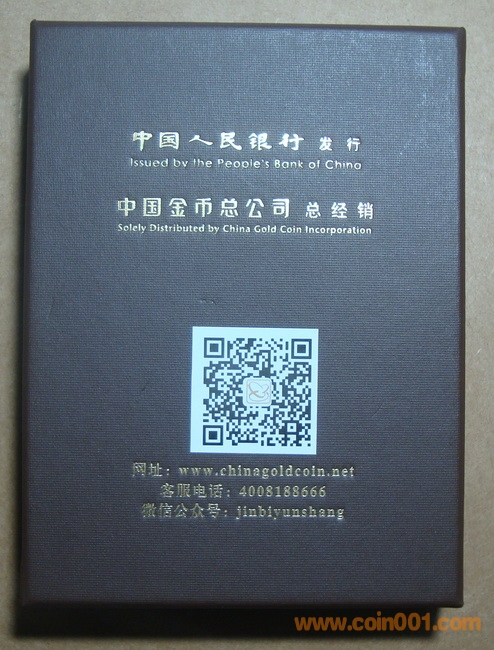 中国人民银行 发行
Issued by the People's Bank of China
中国金币总公司 总经销
Solely Distributed by China Gold Coin Incorporation
网址：www.chinagoldcoin.net
客服电话：4008188666
微信公众号：jinbiyunshang
www.coin001.com